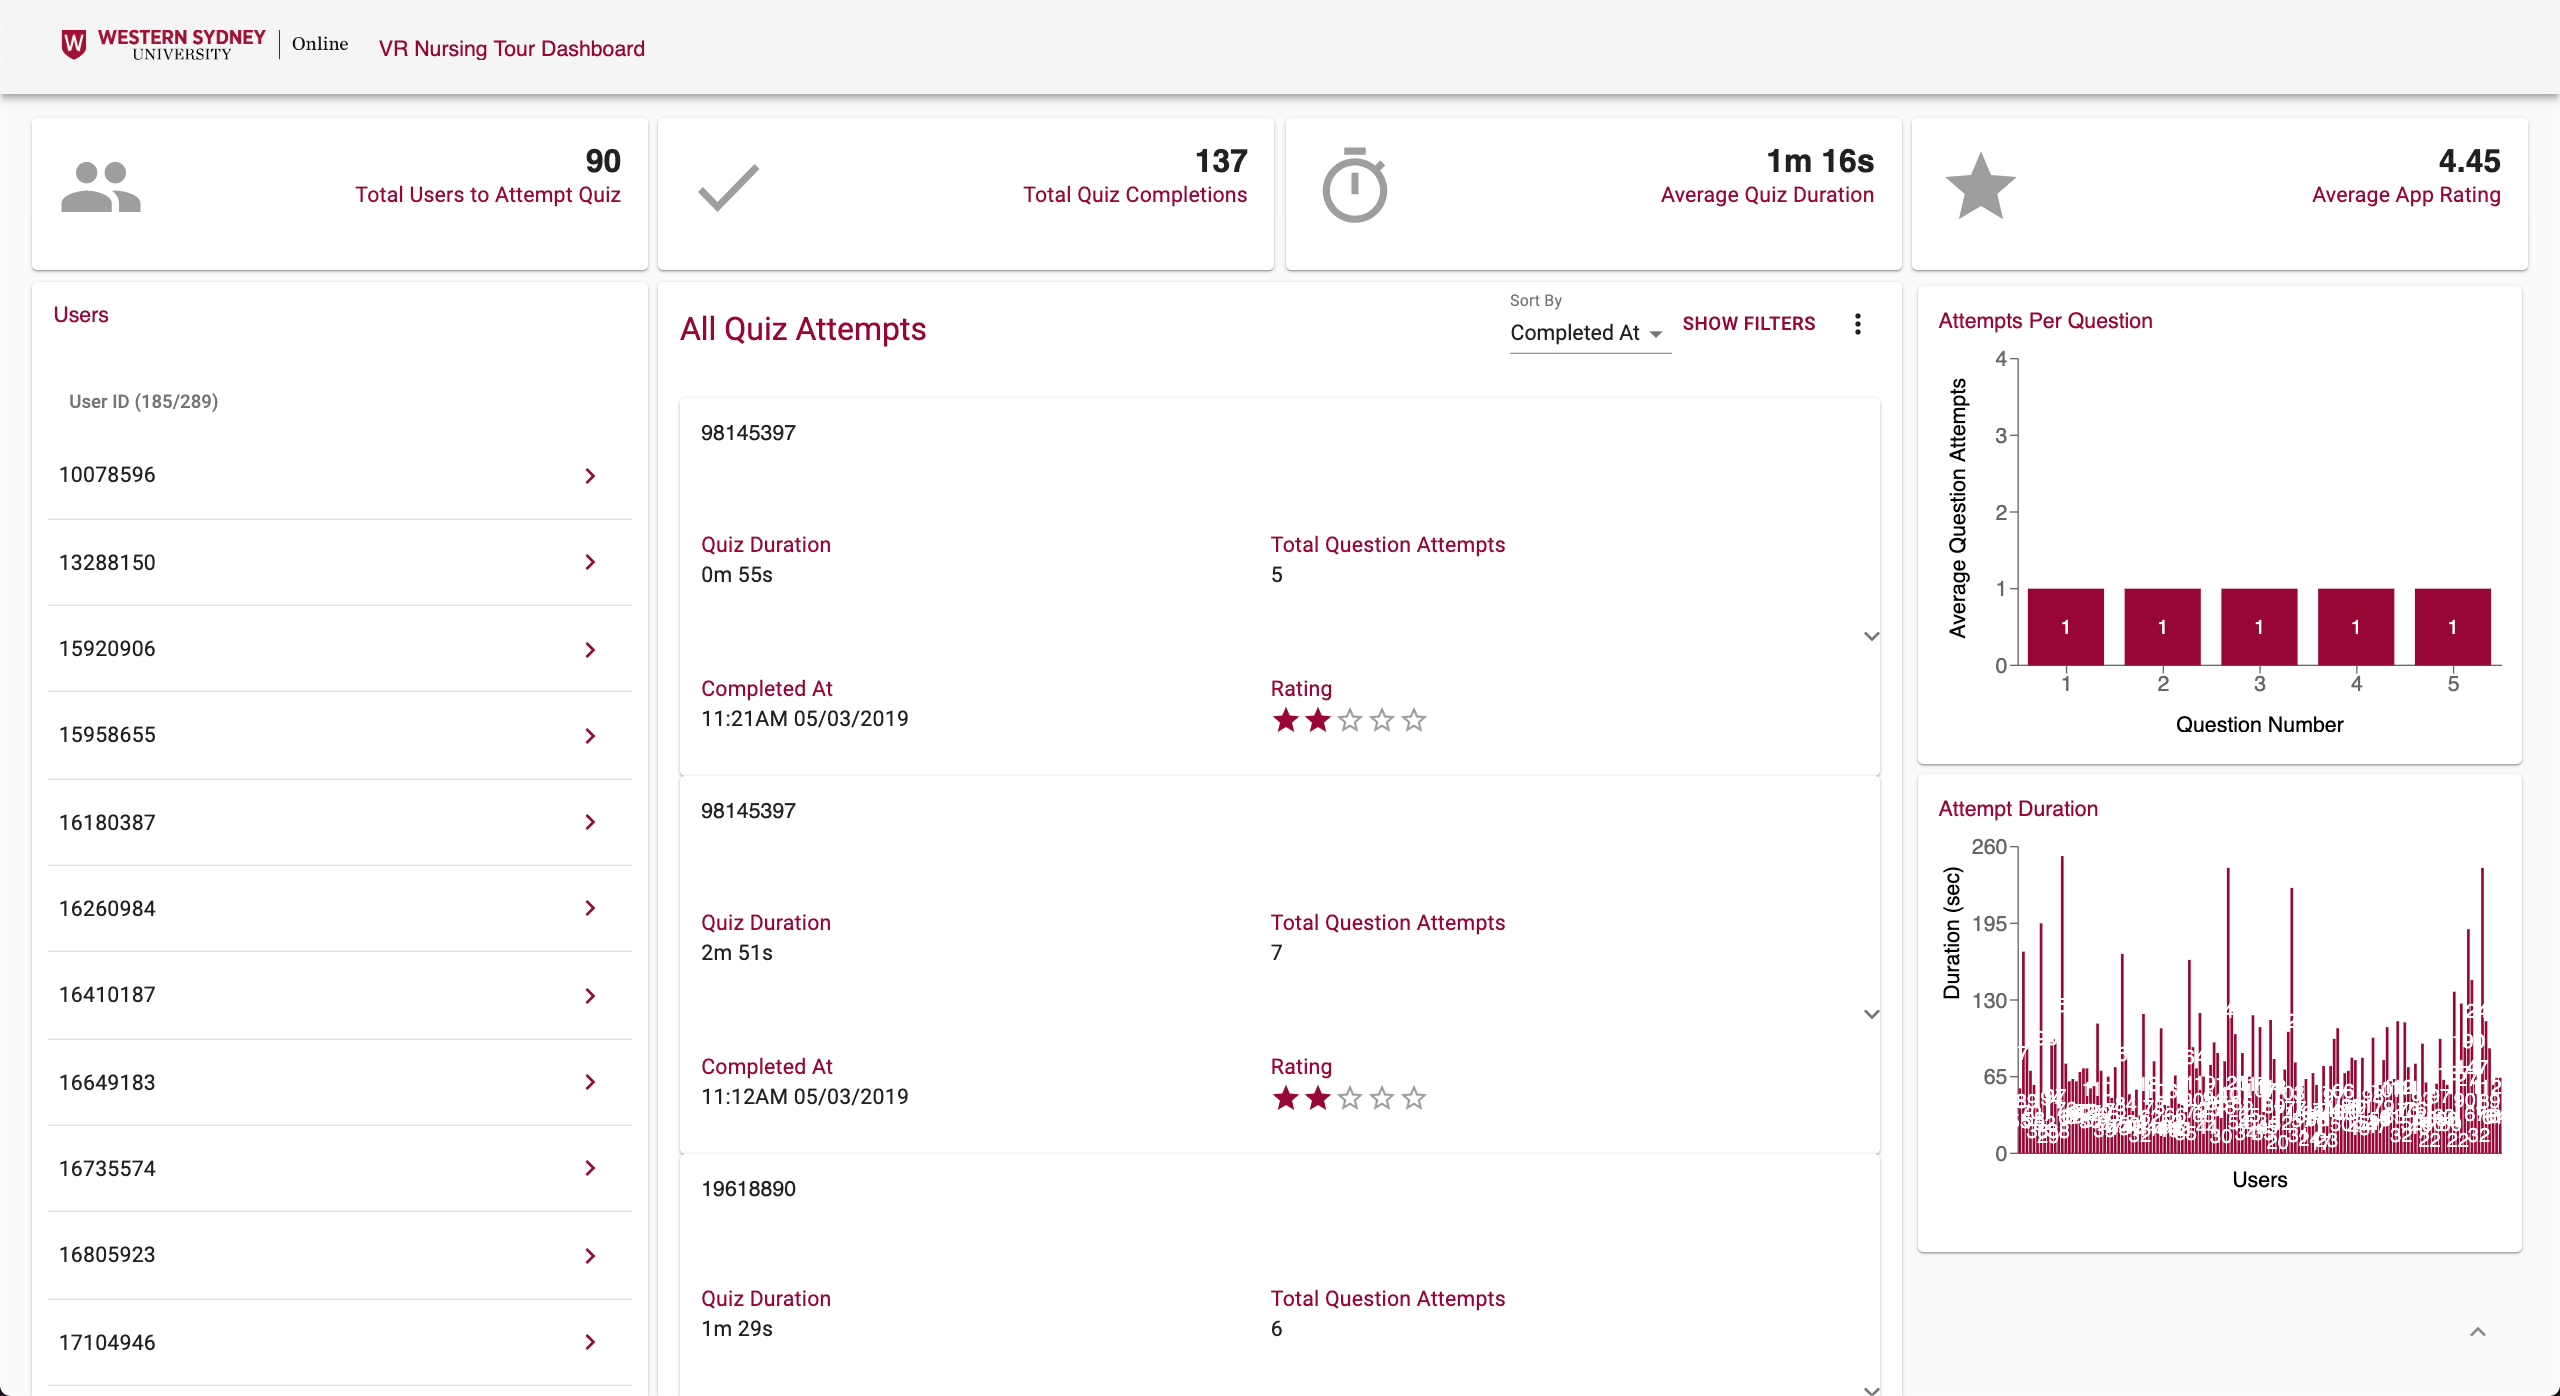 WESTERN SYDNEY
UNIVERSITY
Online
VR Nursing Tour Dashboard
90
Total Users to Attempt Quiz
137
Total Quiz Completions
1m 16s
Average Quiz Duration
4.45
Average App Rating
Users
User ID (185/289)
10078596
13288150
15920906
15958655
16180387
16260984
16410187
16649183
16735574
16805923
17104946
All Quiz Attempts
Sort By
Completed At
SHOW FILTERS
98145397
Quiz Duration
0m 55s
Total Question Attempts
5
Completed At
11:21AM 05/03/2019
Rating
98145397
Quiz Duration
2m 51s
Total Question Attempts
7
Completed At
11:12AM 05/03/2019
Rating
19618890
Quiz Duration
1m 29s
Total Question Attempts
6
Attempts Per Question
Average Question Attempts
4
3
2
1
0
1 1 1 1 1
1 2 3 4 5
Question Number
Attempt Duration
Duration (sec)
260
195
130
65
0
Users